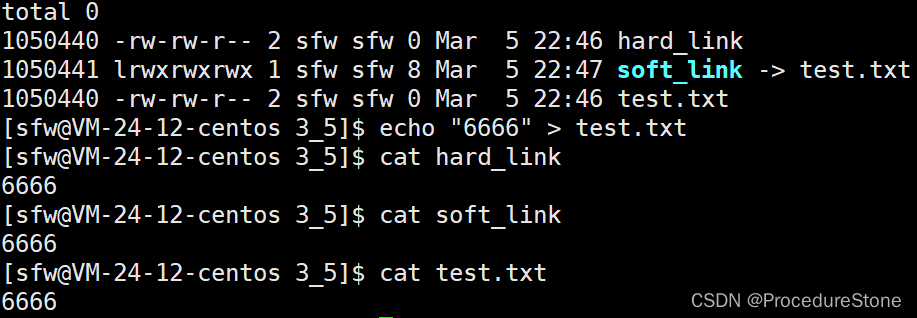 total 0
1050440 -rw-rw-r-- 2 sfw sfw 0 Mar  5 22:46 hard_link
1050441 lrwxrwxrwx 1 sfw sfw 8 Mar  5 22:47 soft_link -> test.txt
1050440 -rw-rw-r-- 2 sfw sfw 0 Mar  5 22:46 test.txt
[sfw@VM-24-12-centos 3_5]$ echo "6666" > test.txt
[sfw@VM-24-12-centos 3_5]$ cat hard_link
6666
[sfw@VM-24-12-centos 3_5]$ cat soft_link
6666
[sfw@VM-24-12-centos 3_5]$ cat test.txt
6666
CSDN @ProcedureStone